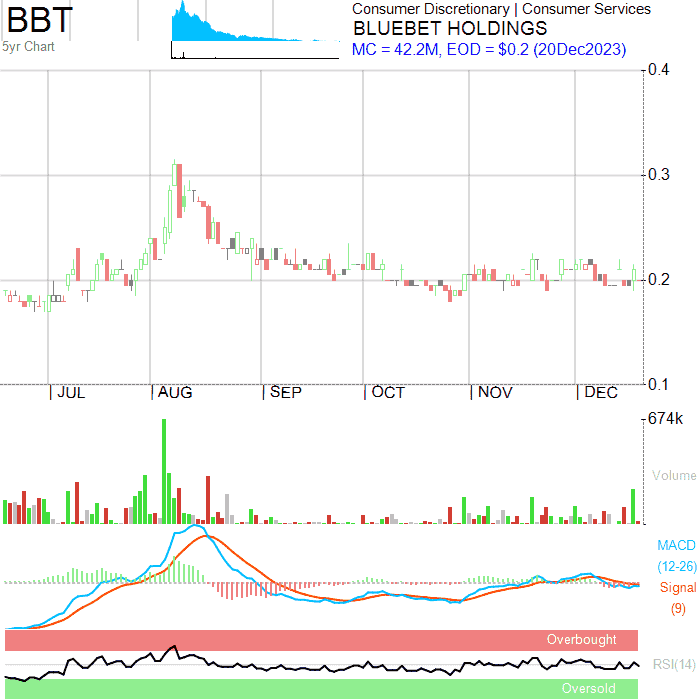 BBT
5yr Chart
Consumer Discretionary | Consumer Services
BLUEBET HOLDINGS
MC = 42.2M, EOD = $0.2 (20Dec2023)
0.4
0.3
0.2
0.1
JUL AUG SEP OCT NOV DEC
674k
Volume
MACD
(12-26)
Signal
(9)
Overbought
RSI(14)
Oversold